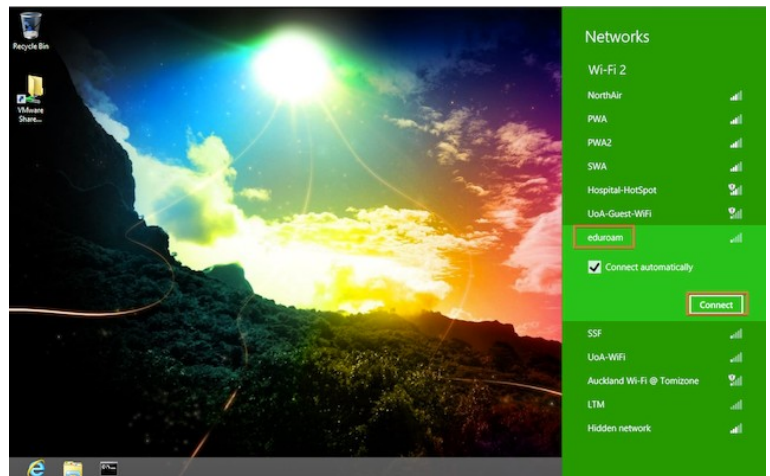 Recycle Bin
VMware
Share...
Networks
Wi-Fi 2
NorthAir
PWA
PWA2
SWA
Hospital-HotSpot
UoA-Guest-WiFi
eduroam
Connect automatically
Connect
SSF
UoA-WiFi
Auckland Wi-Fi @ Tomizone
LTM
Hidden network